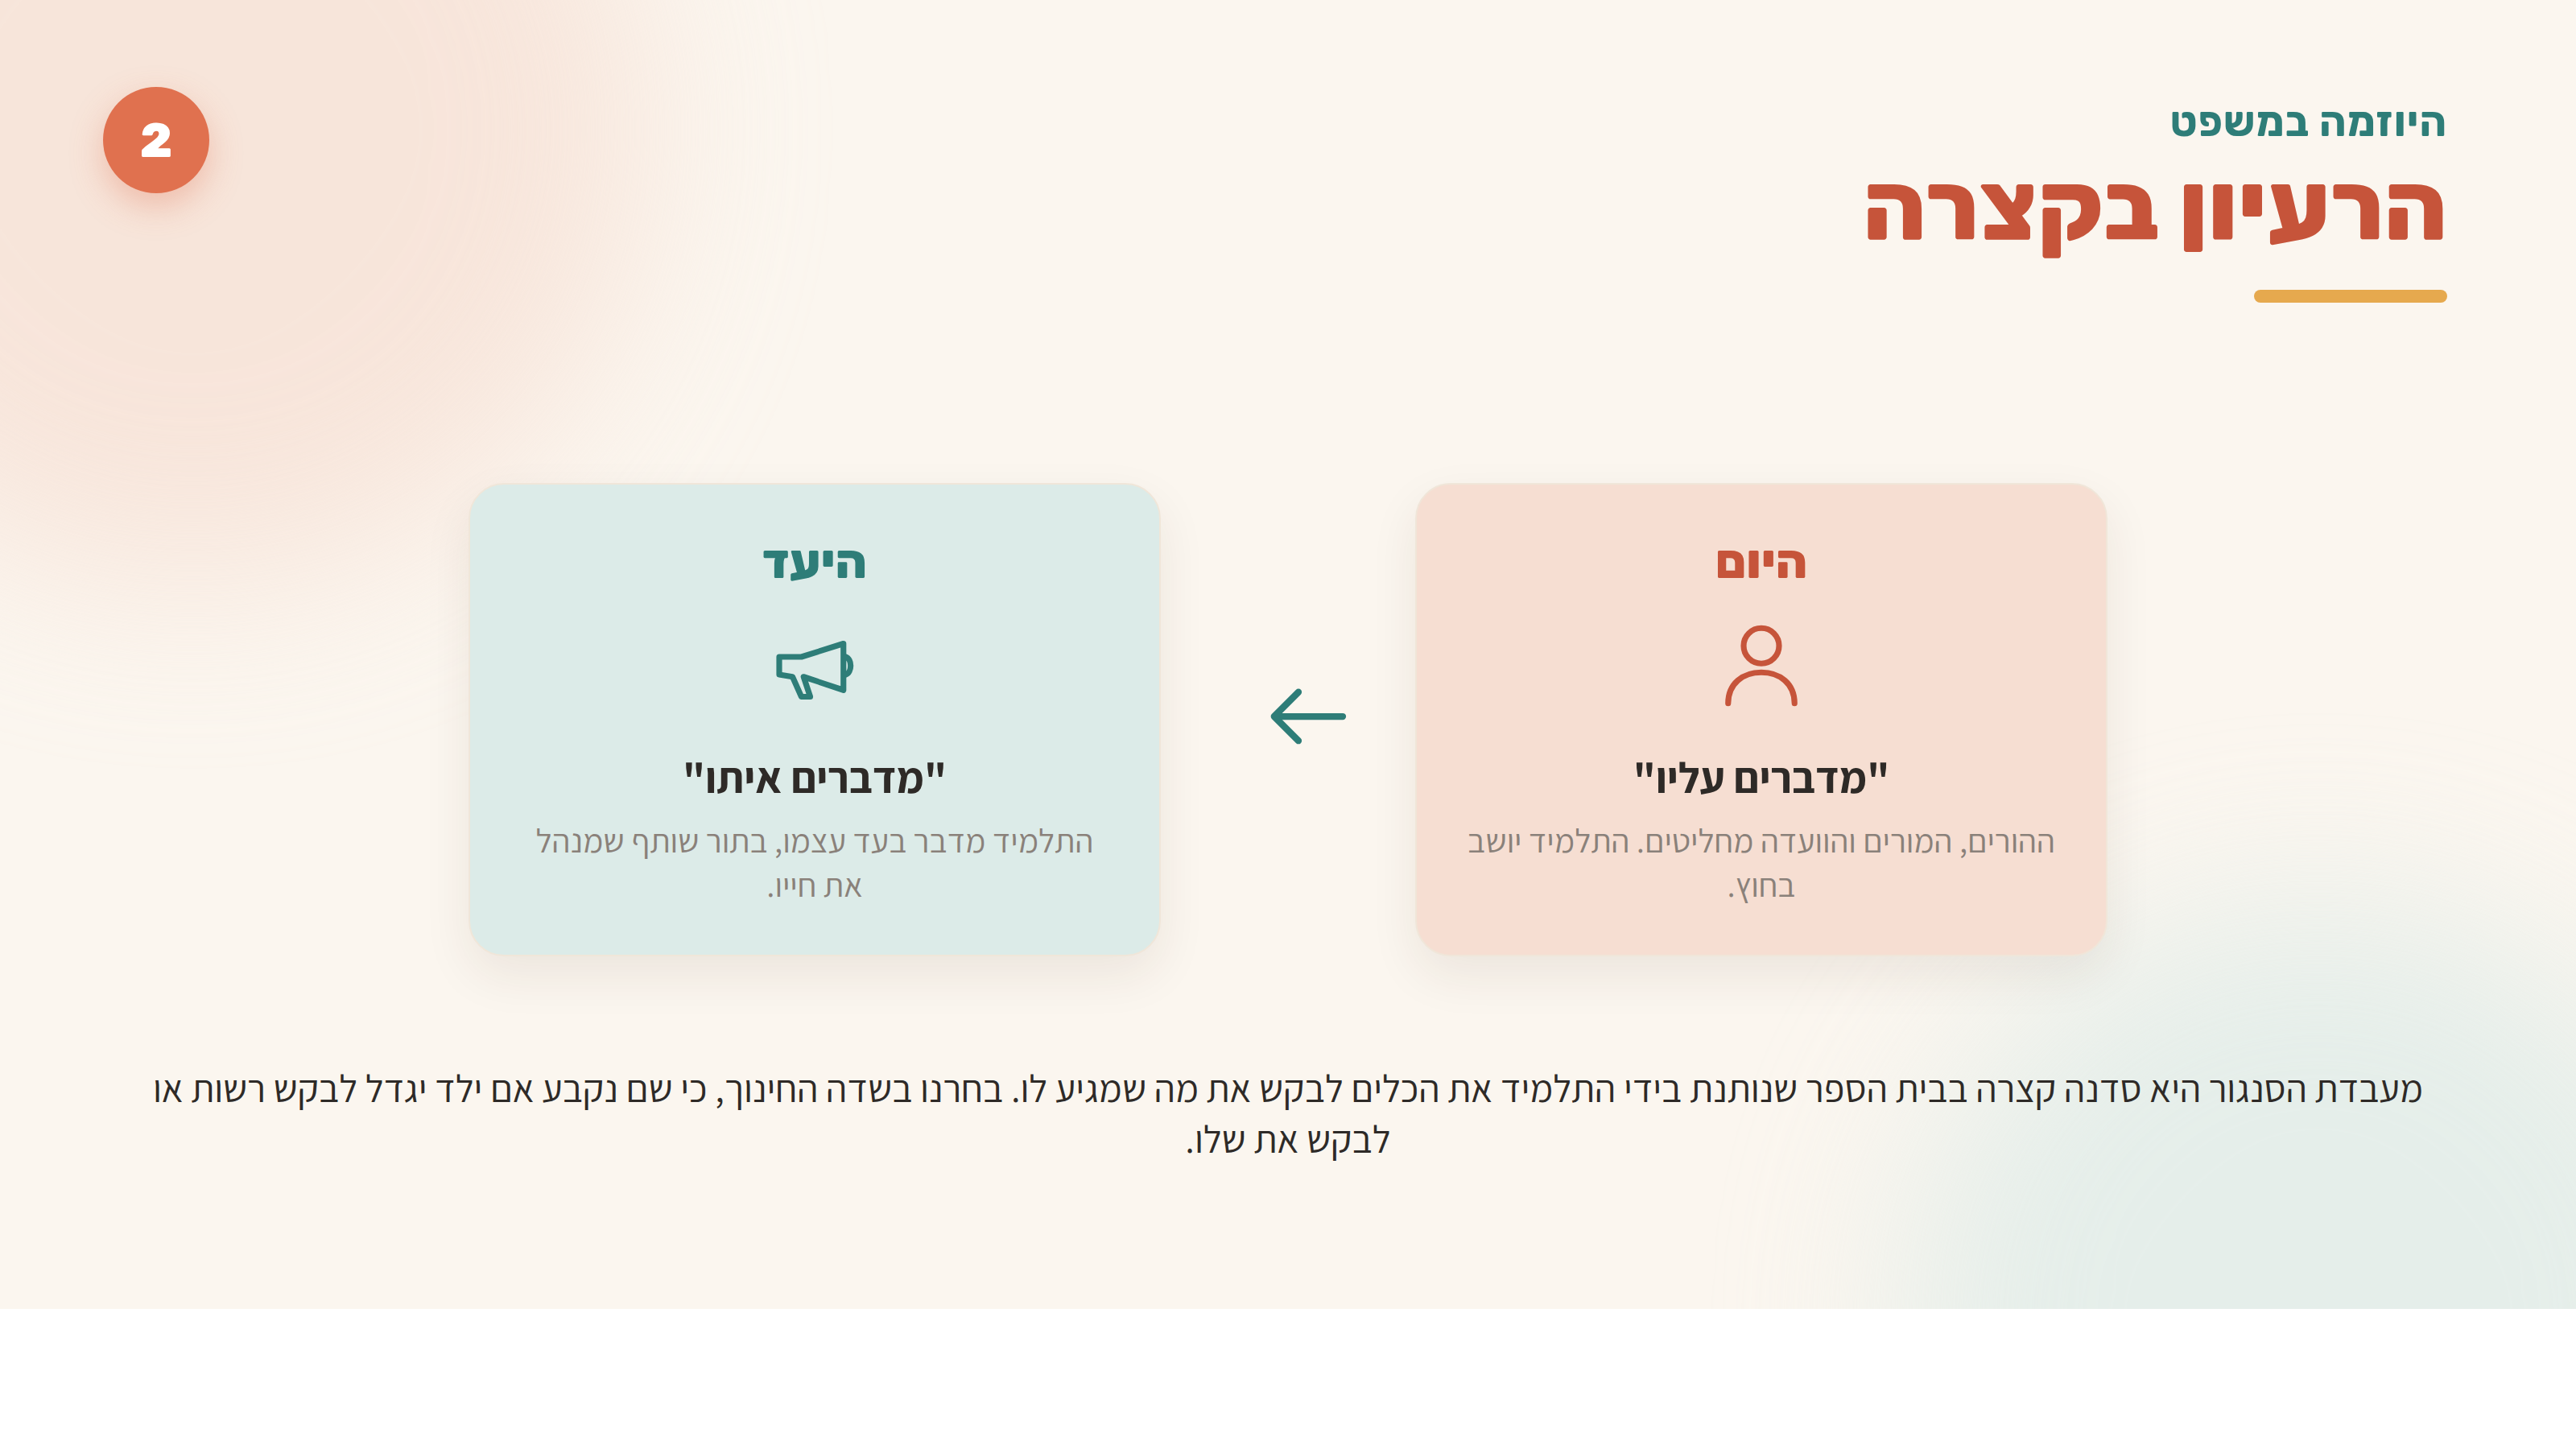 היוזמה במשפט
2
הרעיון בקצרה
היום
"מדברים עליו"
ההורים, המורים והוועדה מחליטים. התלמיד יושב
בחוץ.
היעד
"מדברים איתו"
התלמיד מדבר בעד עצמו, בתור שותף שמנהל
את חייו.
מעבדת הסנגור היא סדנה קצרה בבית הספר שנותנת בידי התלמיד את הכלים לבקש את מה שמגיע לו. בחרנו בשדה החינוך, כי שם נקבע אם ילד יגדל לבקש רשות או
לבקש את שלו.